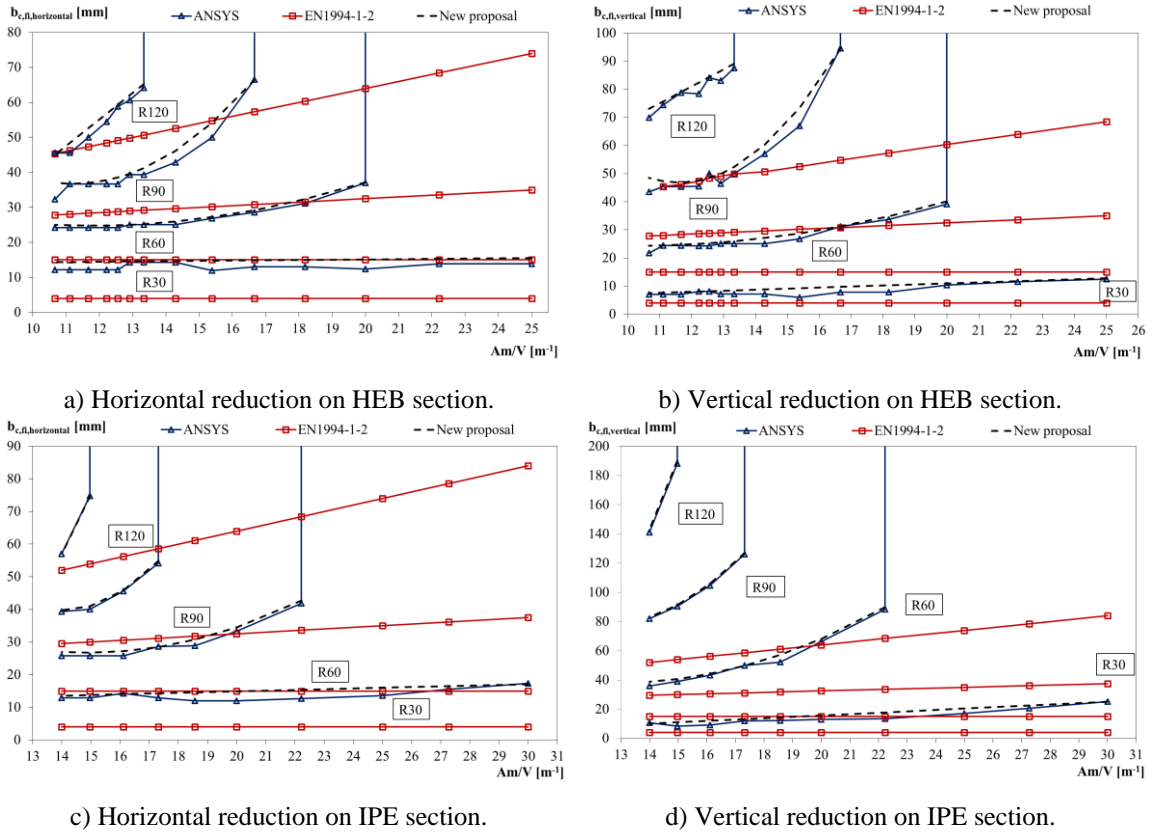 b_c,fi,horizontal [mm]
ANSYS EN1994-1-2 New proposal
80
70
60
50
40
30
20
10
0
R120
R90
R60
R30
10 11 12 13 14 15 16 17 18 19 20 21 22 23 24 25
Am/V [m⁻¹]
a) Horizontal reduction on HEB section.
b_c,fi,vertical [mm]
ANSYS EN1994-1-2 New proposal
100
90
80
70
60
50
40
30
20
10
0
R120
R90
R60
R30
10 11 12 13 14 15 16 17 18 19 20 21 22 23 24 25 26
Am/V [m⁻¹]
b) Vertical reduction on HEB section.
b_c,fi,horizontal [mm]
ANSYS EN1994-1-2 New proposal
90
80
70
60
50
40
30
20
10
0
R120
R90
R60
R30
13 14 15 16 17 18 19 20 21 22 23 24 25 26 27 28 29 30 31
Am/V [m⁻¹]
c) Horizontal reduction on IPE section.
b_c,fi,vertical [mm]
ANSYS EN1994-1-2 New proposal
200
180
160
140
120
100
80
60
40
20
0
R120
R90
R60
R30
13 14 15 16 17 18 19 20 21 22 23 24 25 26 27 28 29 30 31
Am/V [m⁻¹]
d) Vertical reduction on IPE section.